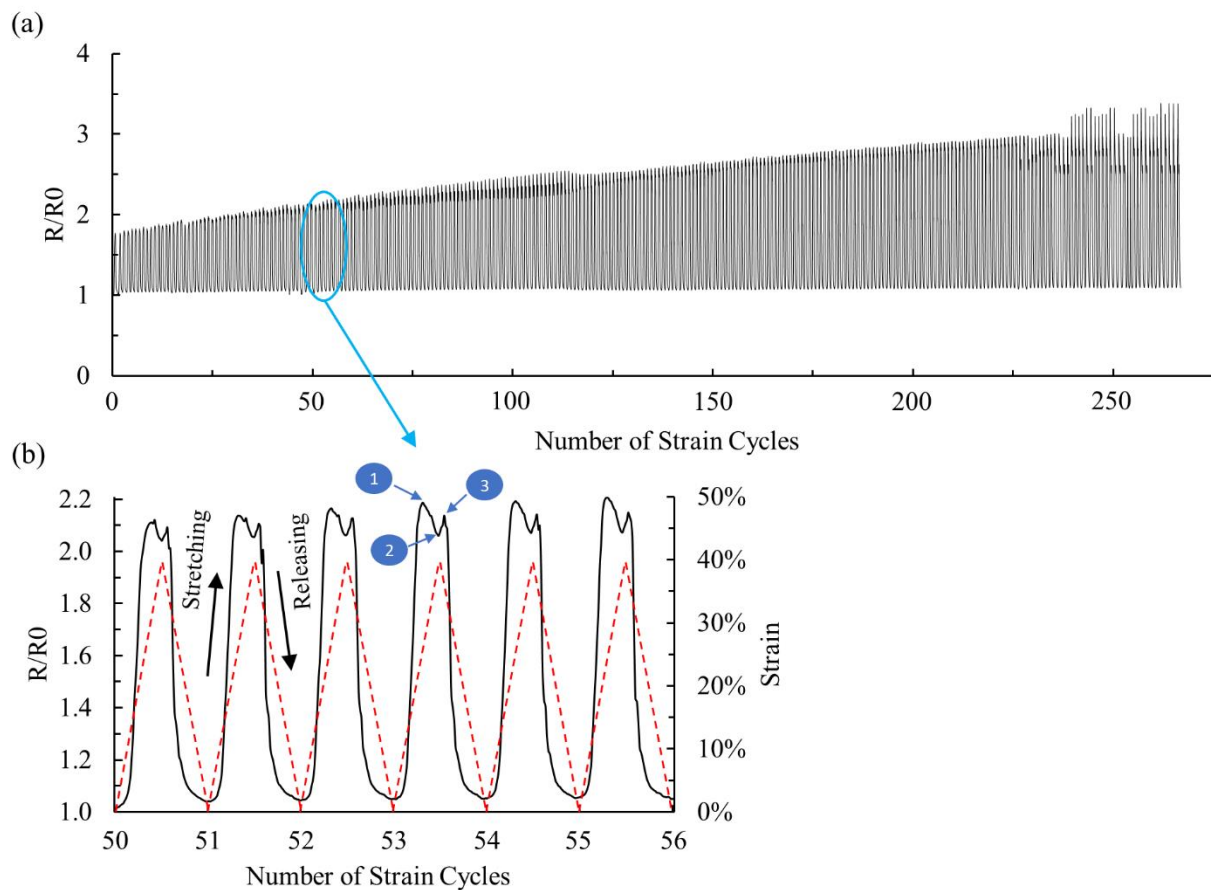 (a)
4
3
2
1
0
R/R0
0 50 100 150 200 250
Number of Strain Cycles
(b)
2.2
2.0
1.8
1.6
1.4
1.2
1.0
R/R0
Stretching
Releasing
1
2
3
50%
40%
30%
20%
10%
0%
Strain
50 51 52 53 54 55 56
Number of Strain Cycles